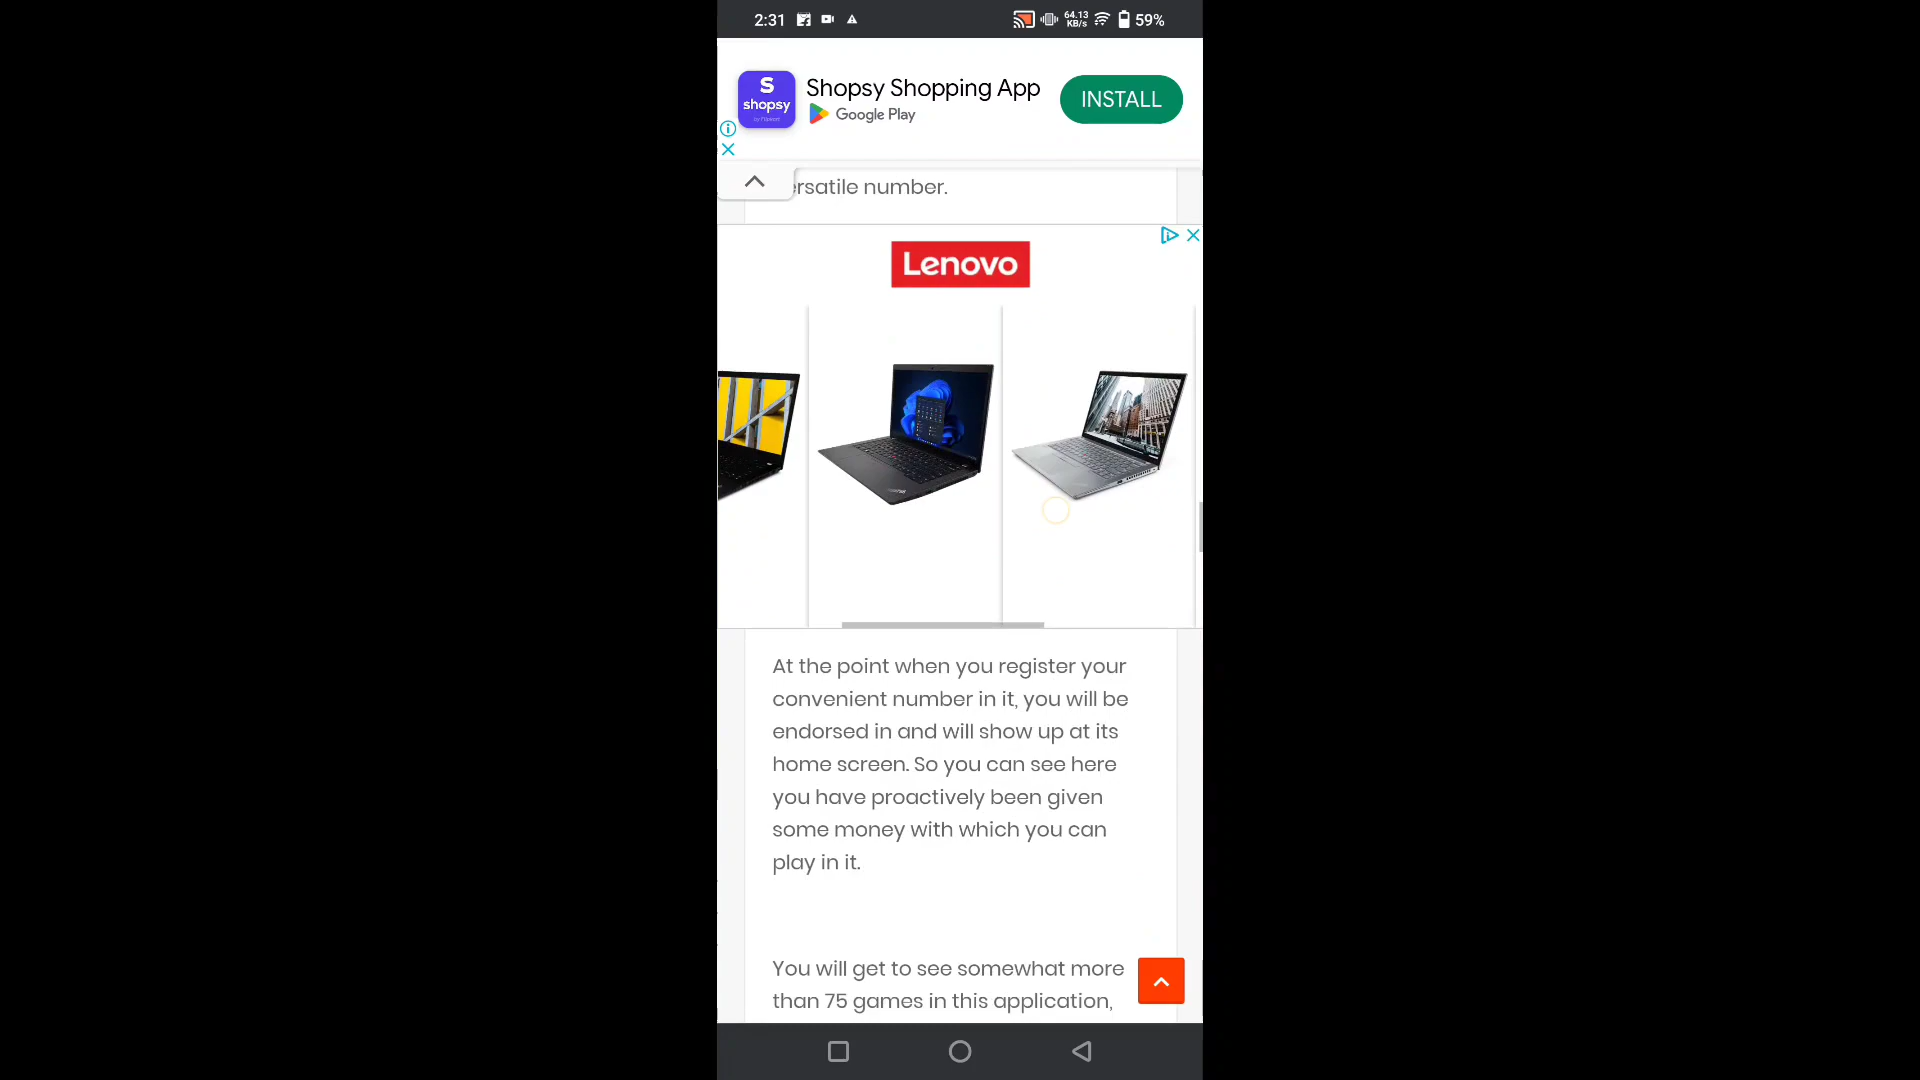 2:31
64.13
KB/s
59%
S
shopsy
Shopsy Shopping App
Google Play
INSTALL
rsatile number.
Lenovo
At the point when you register your
convenient number in it, you will be
endorsed in and will show up at its
home screen. So you can see here
you have proactively been given
some money with which you can
play in it.
You will get to see somewhat more
than 75 games in this application,